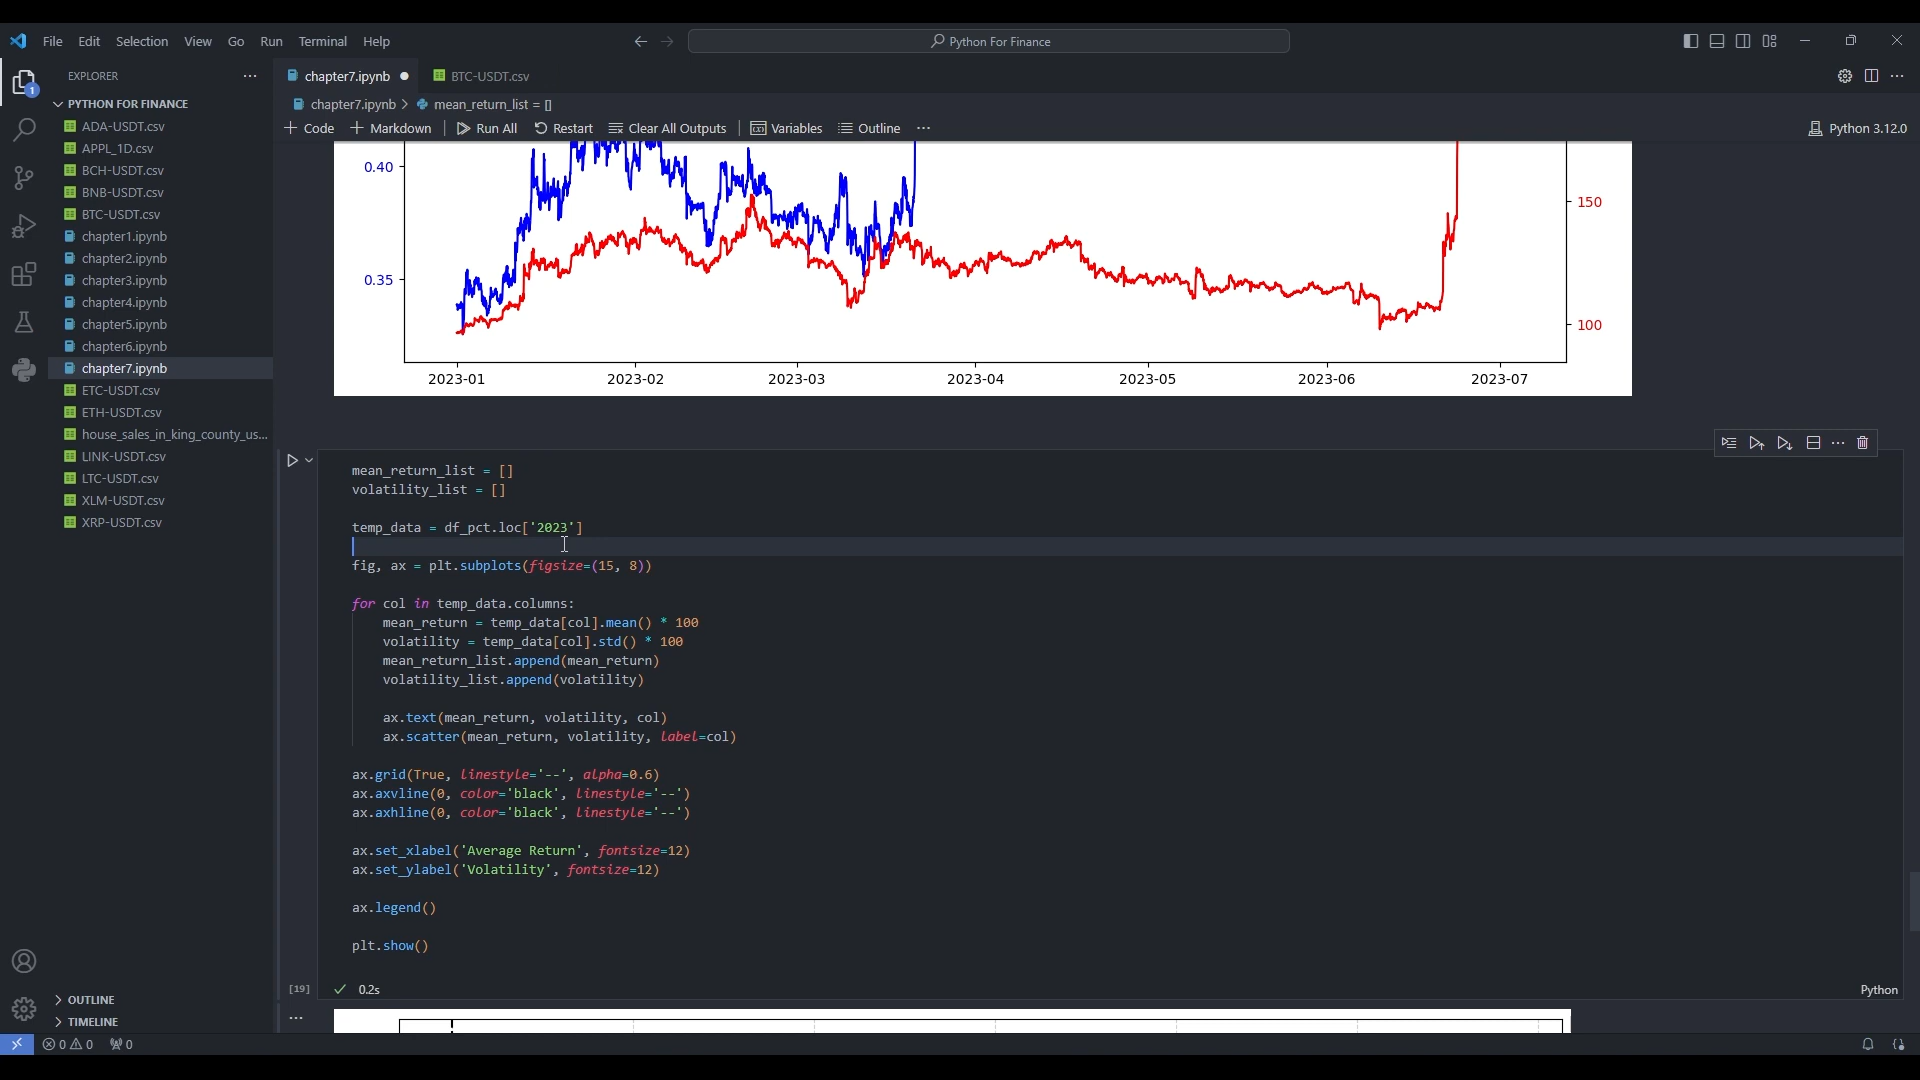 File Edit Selection View Go Run Terminal Help
Python For Finance
EXPLORER
chapter7.ipynb
BTC-USDT.csv
1
PYTHON FOR FINANCE
chapter7.ipynb > mean_return_list = []
+ Code + Markdown Run All Restart Clear All Outputs Variables Outline ...
Python 3.12.0
ADA-USDT.csv
APPL_1D.csv
BCH-USDT.csv
BNB-USDT.csv
BTC-USDT.csv
chapter1.ipynb
chapter2.ipynb
chapter3.ipynb
chapter4.ipynb
chapter5.ipynb
chapter6.ipynb
chapter7.ipynb
ETC-USDT.csv
ETH-USDT.csv
house_sales_in_king_county_us...
LINK-USDT.csv
LTC-USDT.csv
XLM-USDT.csv
XRP-USDT.csv
OUTLINE
TIMELINE
0.40
0.35
150
100
2023-01 2023-02 2023-03 2023-04 2023-05 2023-06 2023-07
mean_return_list = []
volatility_list = []
temp_data = df_pct.loc['2023']
fig, ax = plt.subplots(figsize=(15, 8))
for col in temp_data.columns:
mean_return = temp_data[col].mean() * 100
volatility = temp_data[col].std() * 100
mean_return_list.append(mean_return)
volatility_list.append(volatility)
ax.text(mean_return, volatility, col)
ax.scatter(mean_return, volatility, label=col)
ax.grid(True, linestyle='--', alpha=0.6)
ax.axvline(0, color='black', linestyle='--')
ax.axhline(0, color='black', linestyle='--')
ax.set_xlabel('Average Return', fontsize=12)
ax.set_ylabel('Volatility', fontsize=12)
ax.legend()
plt.show()
[19] 0.2s
Python
0 0 0